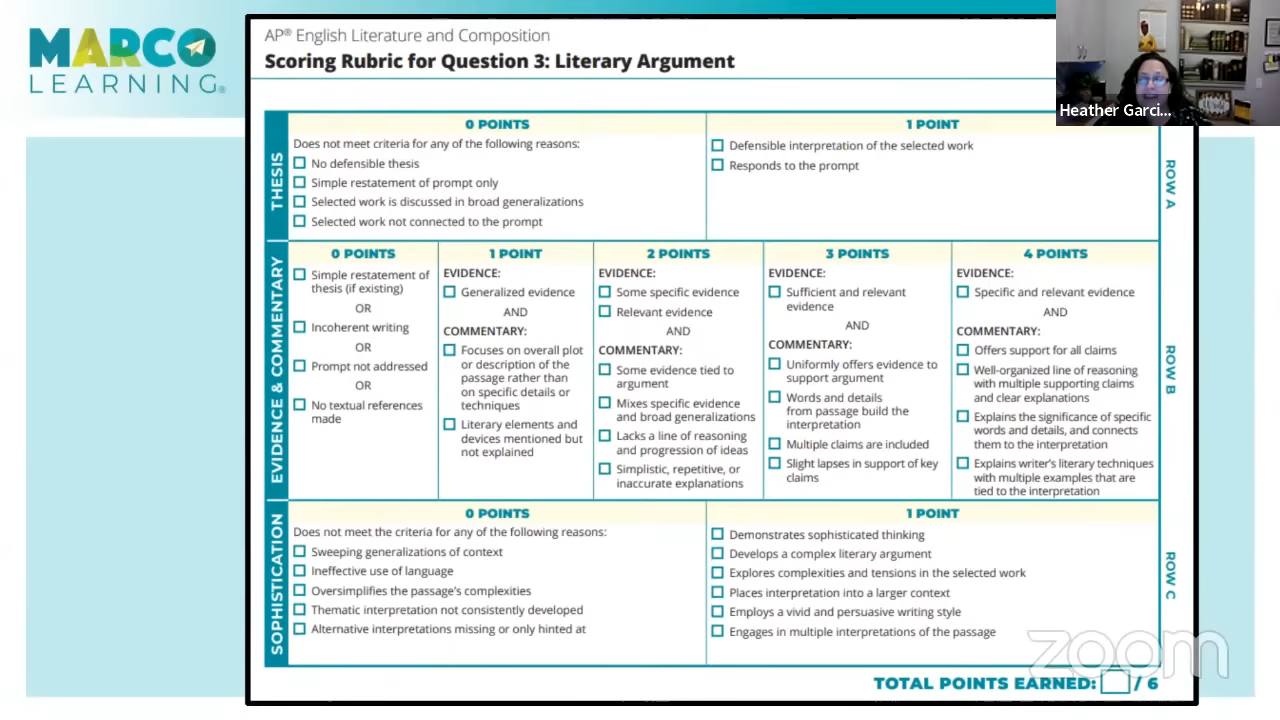 MARCO
LEARNING®
AP® English Literature and Composition
Scoring Rubric for Question 3: Literary Argument
Heather Garci...
THESIS
0 POINTS
Does not meet criteria for any of the following reasons:
No defensible thesis
Simple restatement of prompt only
Selected work is discussed in broad generalizations
Selected work not connected to the prompt
1 POINT
Defensible interpretation of the selected work
Responds to the prompt
ROW A
EVIDENCE & COMMENTARY
0 POINTS
Simple restatement of
thesis (if existing)
OR
Incoherent writing
OR
Prompt not addressed
OR
No textual references
made
1 POINT
EVIDENCE:
Generalized evidence
AND
COMMENTARY:
Focuses on overall plot
or description of the
passage rather than
on specific details or
techniques
Literary elements and
devices mentioned but
not explained
2 POINTS
EVIDENCE:
Some specific evidence
Relevant evidence
AND
COMMENTARY:
Some evidence tied to
argument
Mixes specific evidence
and broad generalizations
Lacks a line of reasoning
and progression of ideas
Simplistic, repetitive, or
inaccurate explanations
3 POINTS
EVIDENCE:
Sufficient and relevant
evidence
AND
COMMENTARY:
Uniformly offers evidence to
support argument
Words and details
from passage build the
interpretation
Multiple claims are included
Slight lapses in support of key
claims
4 POINTS
EVIDENCE:
Specific and relevant evidence
AND
COMMENTARY:
Offers support for all claims
Well-organized line of reasoning
with multiple supporting claims
and clear explanations
Explains the significance of specific
words and details, and connects
them to the interpretation
Explains writer's literary techniques
with multiple examples that are
tied to the interpretation
ROW B
SOPHISTICATION
0 POINTS
Does not meet the criteria for any of the following reasons:
Sweeping generalizations of context
Ineffective use of language
Oversimplifies the passage's complexities
Thematic interpretation not consistently developed
Alternative interpretations missing or only hinted at
1 POINT
Demonstrates sophisticated thinking
Develops a complex literary argument
Explores complexities and tensions in the selected work
Places interpretation into a larger context
Employs a vivid and persuasive writing style
Engages in multiple interpretations of the passage
ROW C
zoom
TOTAL POINTS EARNED: / 6